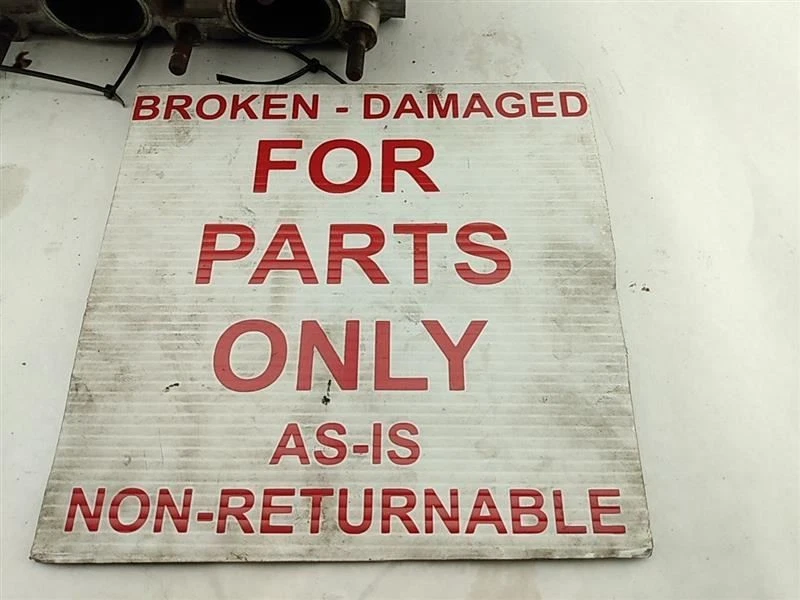 BROKEN - DAMAGED
FOR
PARTS
ONLY
AS-IS
NON-RETURNABLE